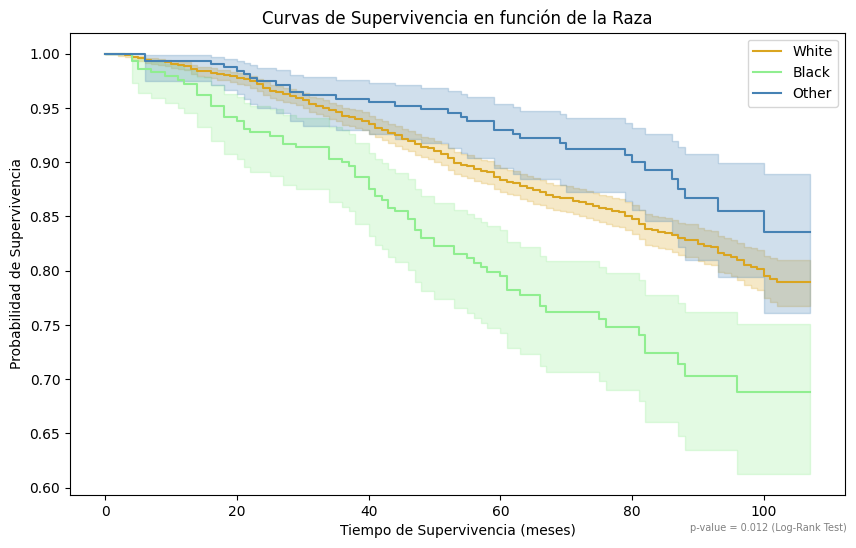 Curvas de Supervivencia en función de la Raza
White
Black
Other
Probabilidad de Supervivencia
1.00
0.95
0.90
0.85
0.80
0.75
0.70
0.65
0.60
0 20 40 60 80 100
Tiempo de Supervivencia (meses)
p-value = 0.012 (Log-Rank Test)